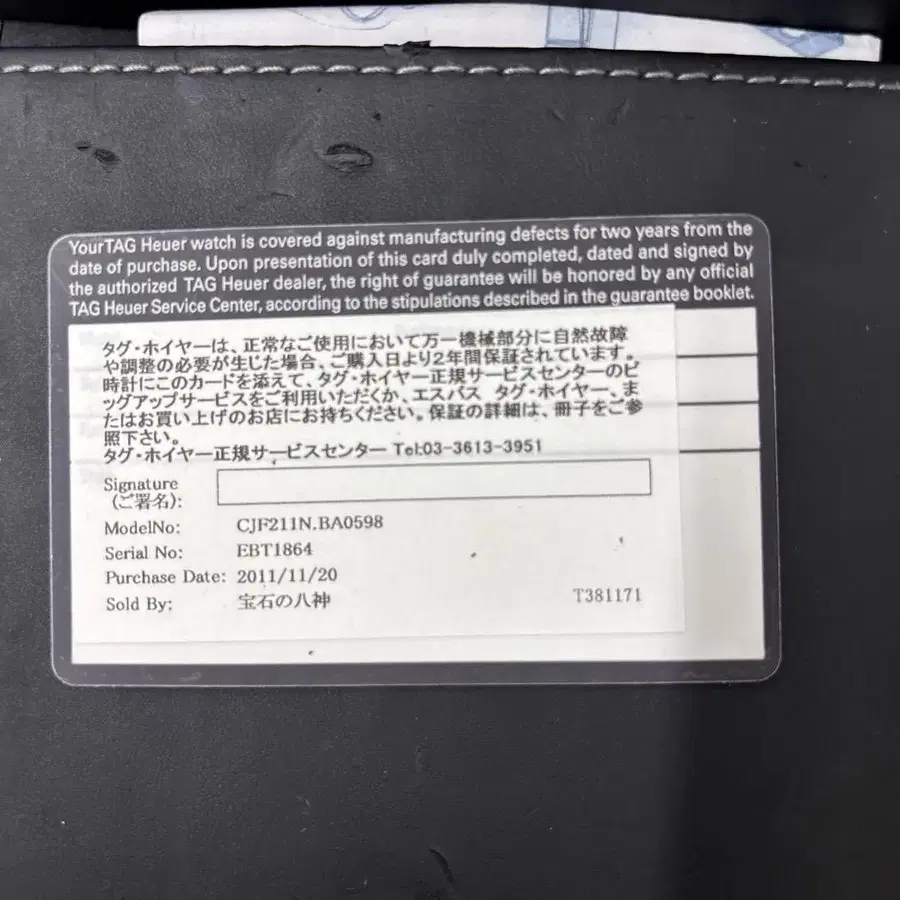 Your TAG Heuer watch is covered against manufacturing defects for two years from the
date of purchase. Upon presentation of this card duly completed, dated and signed by
the authorized TAG Heuer dealer, the right of guarantee will be honored by any official
TAG Heuer Service Center, according to the stipulations described in the guarantee booklet.
タグ・ホイヤーは、正常なご使用において万一機械部分に自然故障
や調整の必要が生じた場合、ご購入日より2年間保証されています。
時計にこのカードを添えて、タグ・ホイヤー正規サービスセンターのピ
ッグアップサービスをご利用いただくか、エスパス タグ・ホイヤー、ま
たはお買い上げのお店にお持ちください。保証の詳細は、冊子をご参
照下さい。
タグ・ホイヤー正規サービスセンター Tel:03-3613-3951
Signature
(ご署名):
ModelNo: CJF211N.BA0598
Serial No: EBT1864
Purchase Date: 2011/11/20
Sold By: 宝石の八神 T381171